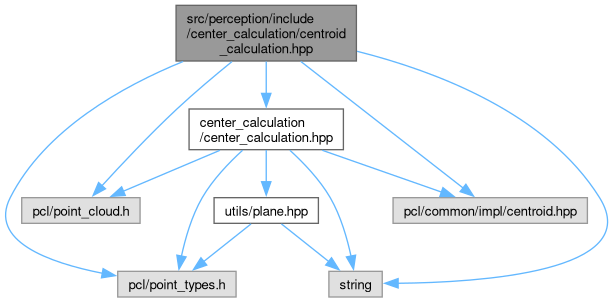 src/perception/include
/center_calculation/centroid
_calculation.hpp
center_calculation
/center_calculation.hpp
pcl/point_cloud.h
utils/plane.hpp
pcl/common/impl/centroid.hpp
pcl/point_types.h
string